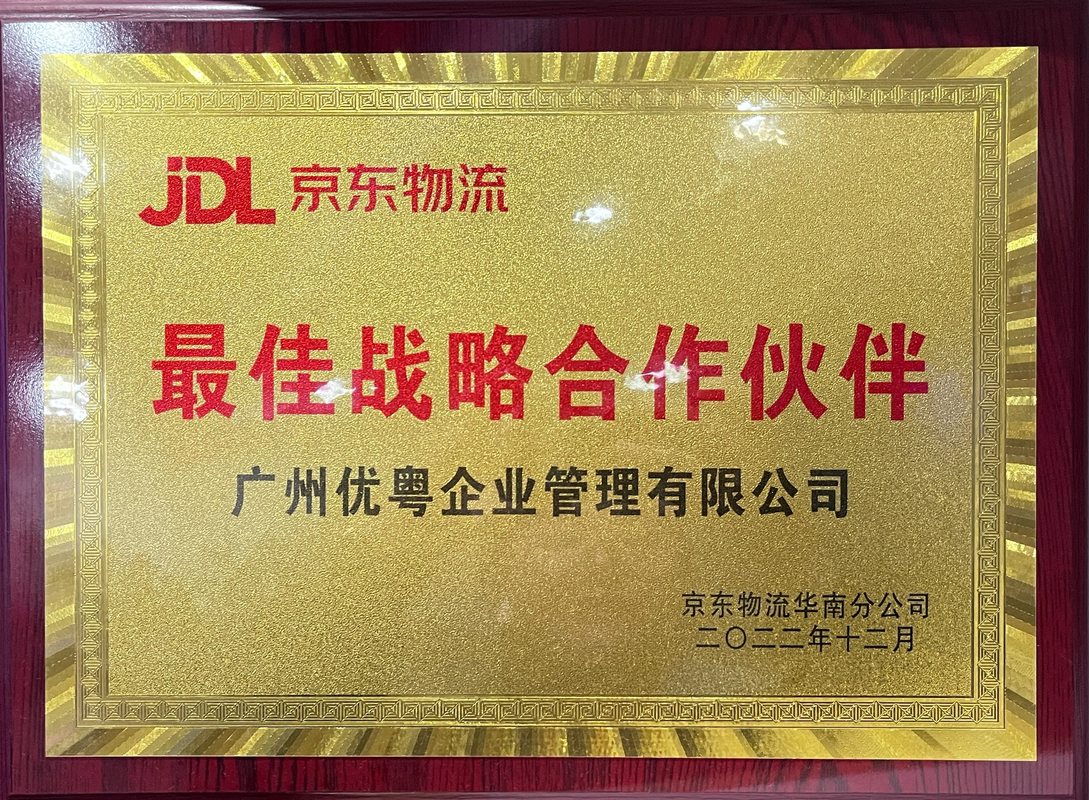 JDL 京东物流
最佳战略合作伙伴
广州优粤企业管理有限公司
京东物流华南分公司
二〇二二年十二月